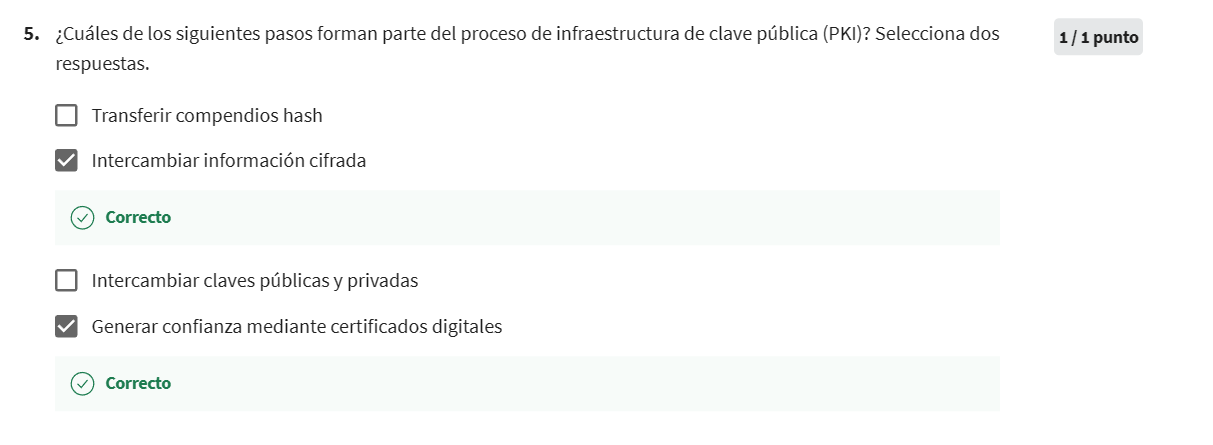 5. ¿Cuáles de los siguientes pasos forman parte del proceso de infraestructura de clave pública (PKI)? Selecciona dos
respuestas.
1 / 1 punto
Transferir compendios hash
Intercambiar información cifrada
Correcto
Intercambiar claves públicas y privadas
Generar confianza mediante certificados digitales
Correcto